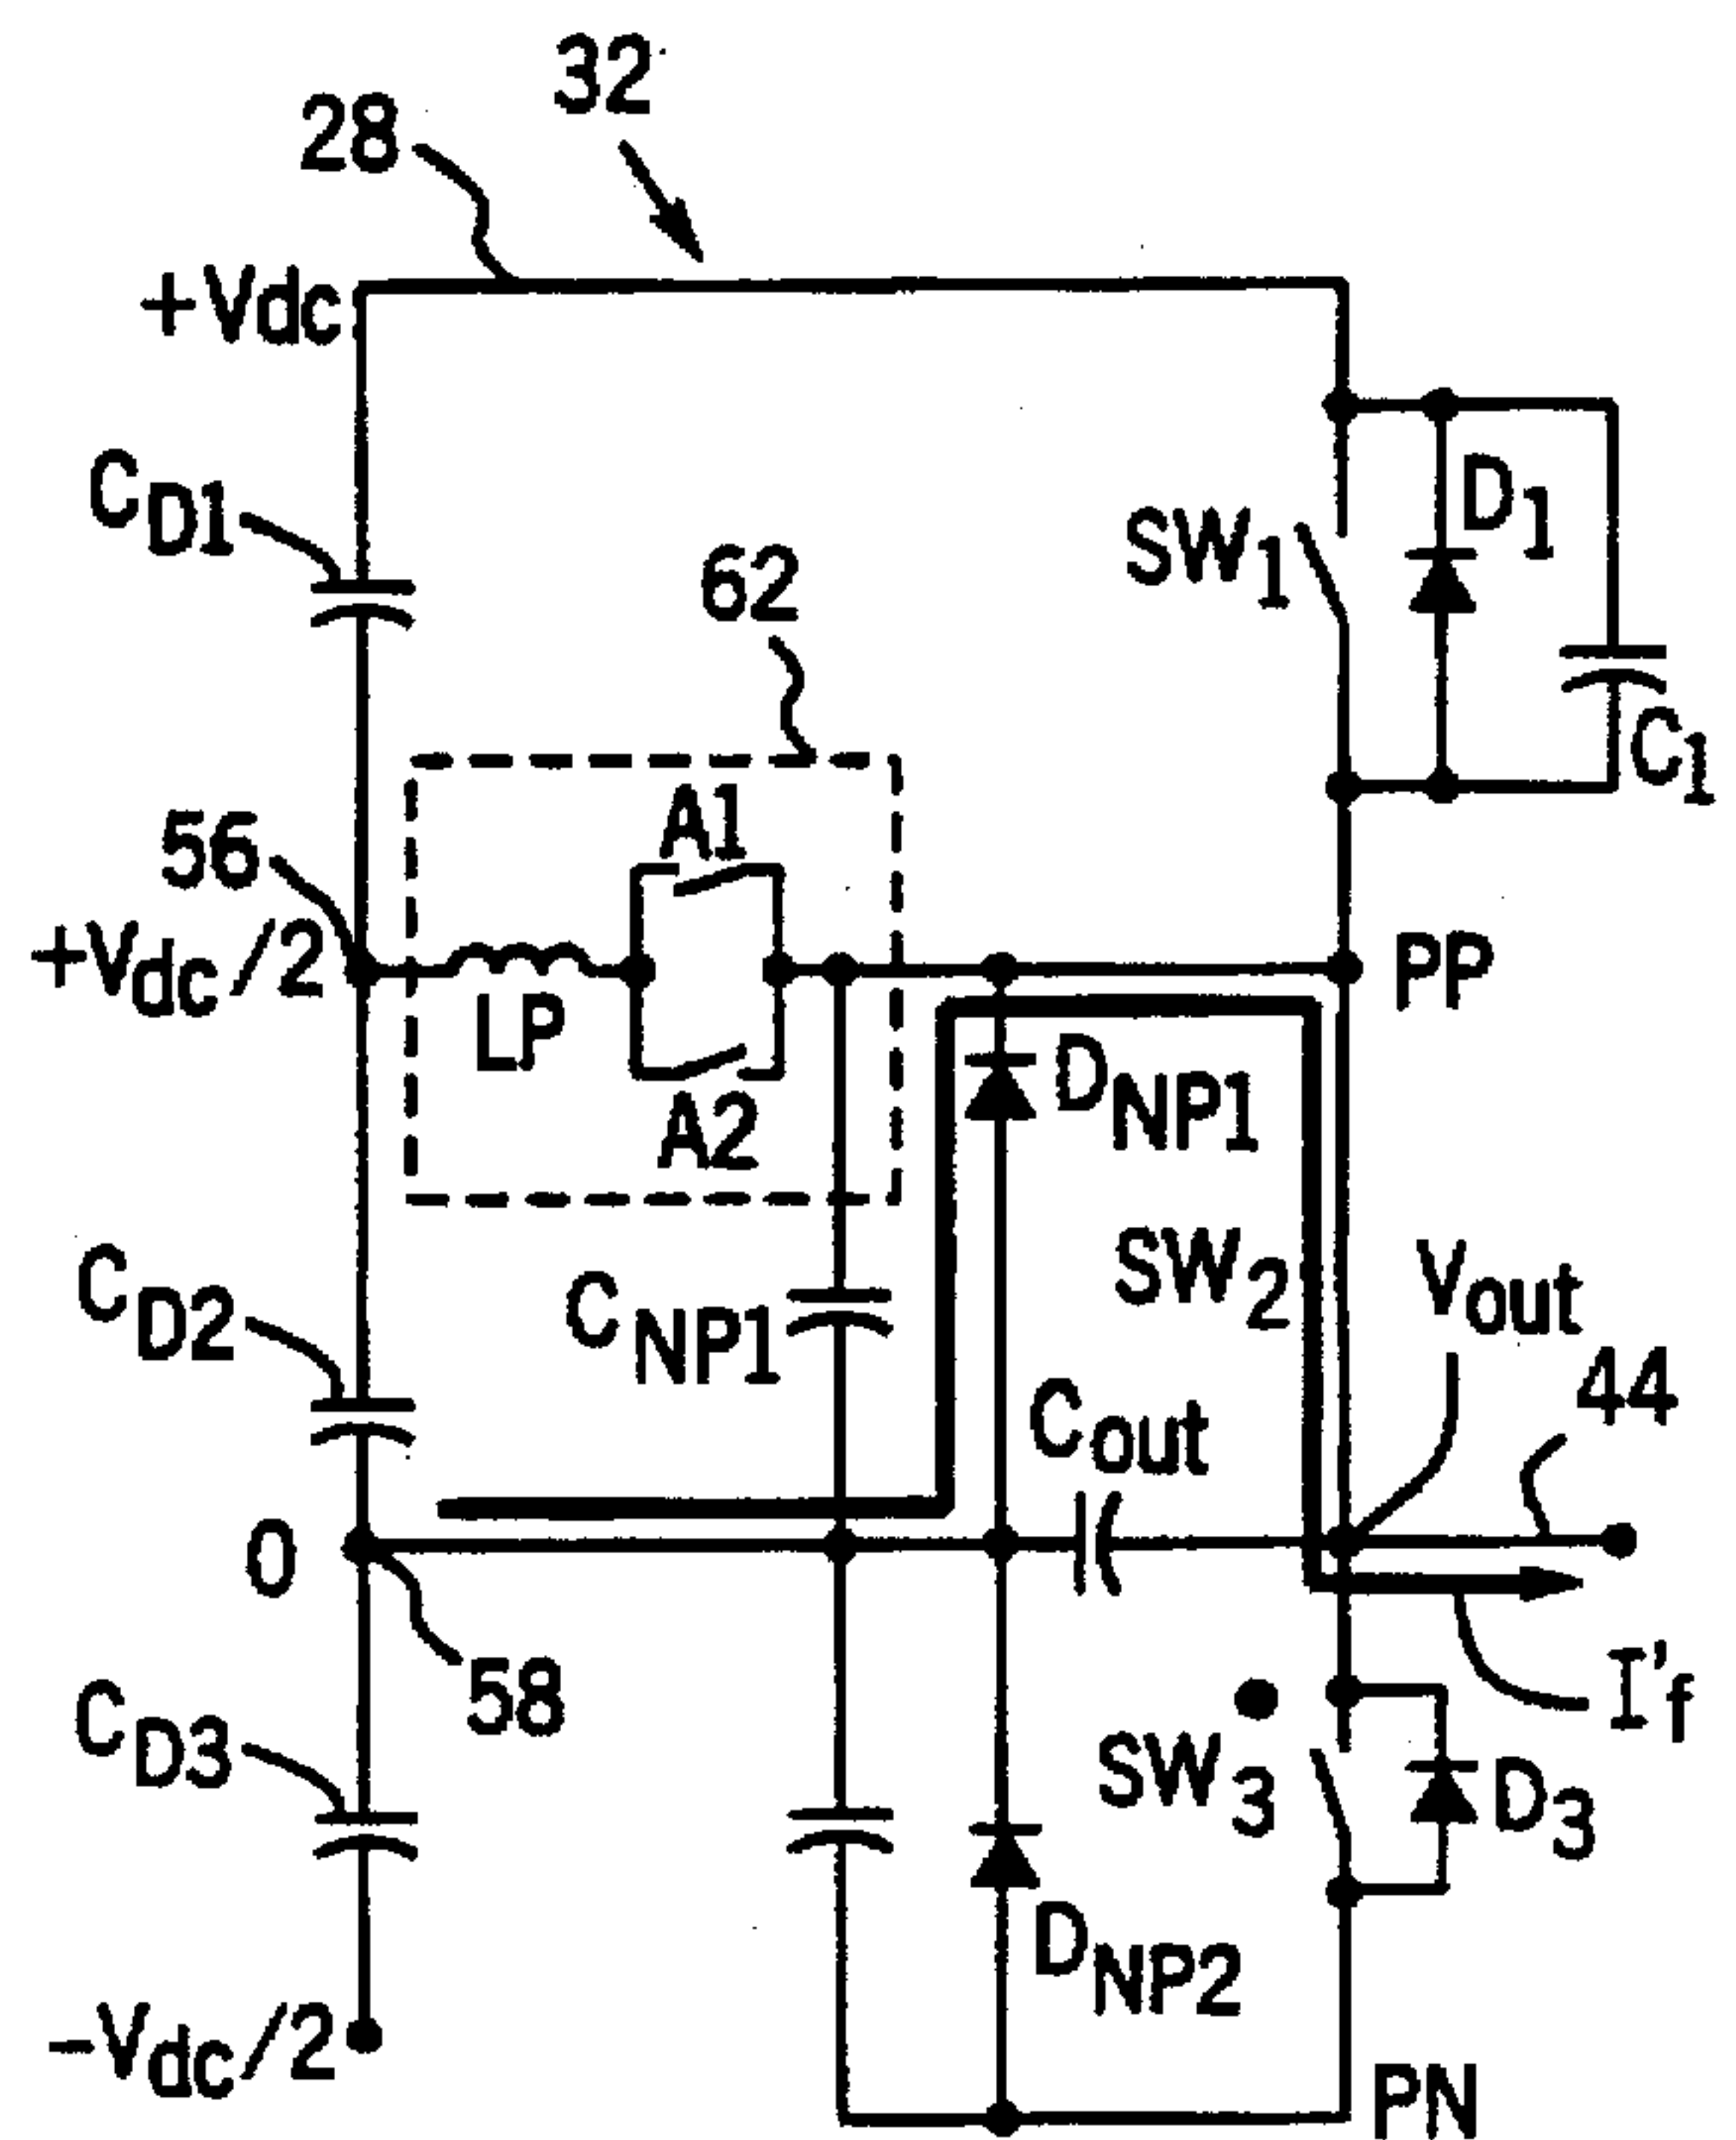 32
28
+Vdc
CD1
SW1
D1
62
C1
A1
56
+Vdc/2
PP
LP
DNP1
A2
SW2
Vout
CD2
CNP1
Cout
44
0
58
I'f
CD3
SW3
D3
DNP2
-Vdc/2
PN